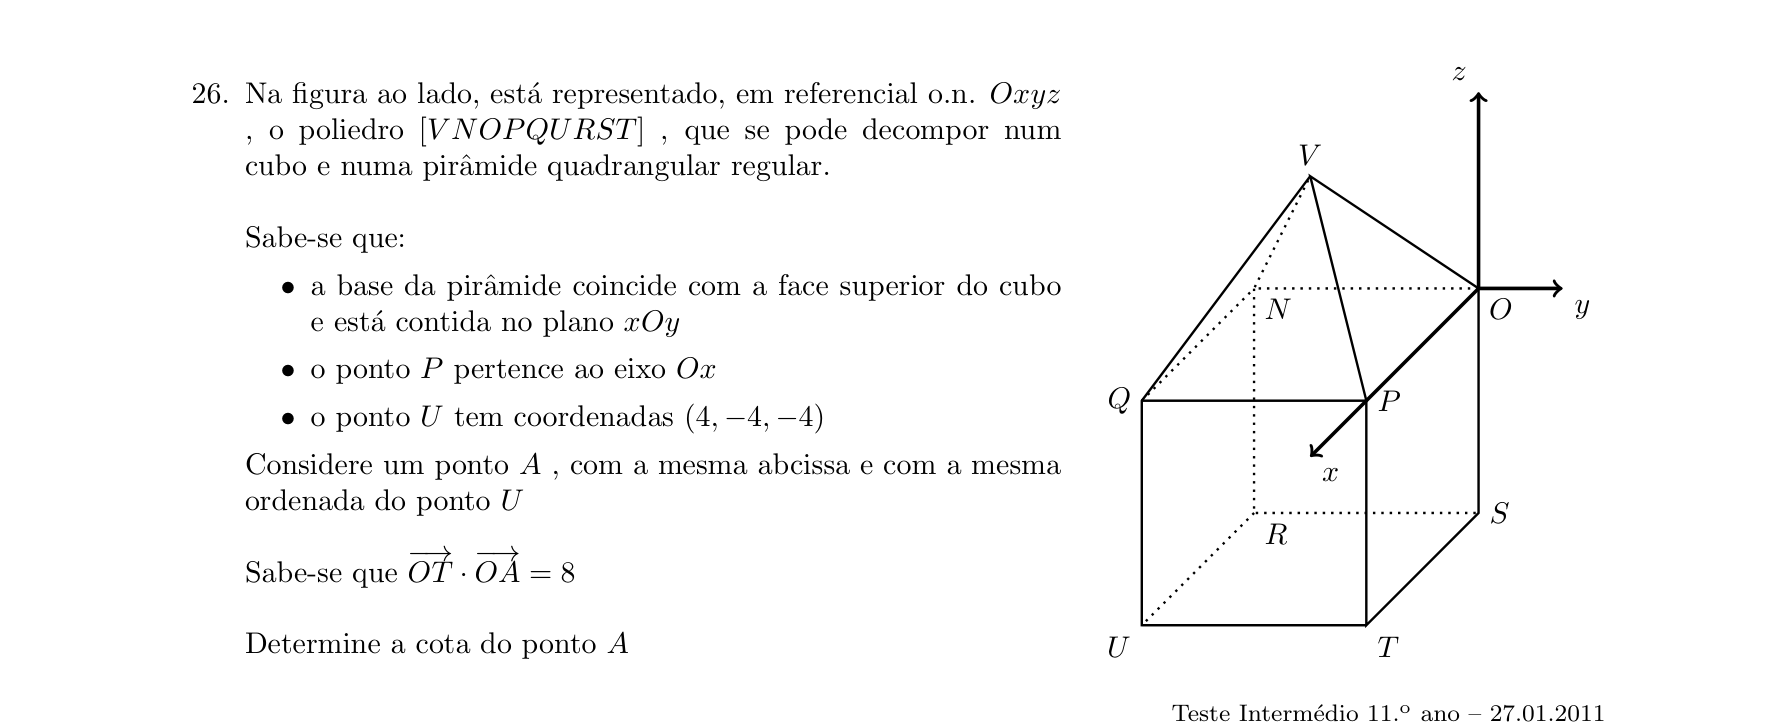 26. Na figura ao lado, está representado, em referencial o.n. Oxyz
, o poliedro [VNOPQURST] , que se pode decompor num
cubo e numa pirâmide quadrangular regular.
Sabe-se que:
• a base da pirâmide coincide com a face superior do cubo
e está contida no plano xOy
• o ponto P pertence ao eixo Ox
• o ponto U tem coordenadas (4, −4, −4)
Considere um ponto A , com a mesma abcissa e com a mesma
ordenada do ponto U
Sabe-se que \overrightarrow{OT} · \overrightarrow{OA} = 8
Determine a cota do ponto A
z
V
N
O
y
Q
P
x
R
S
U
T
Teste Intermédio 11.º ano – 27.01.2011